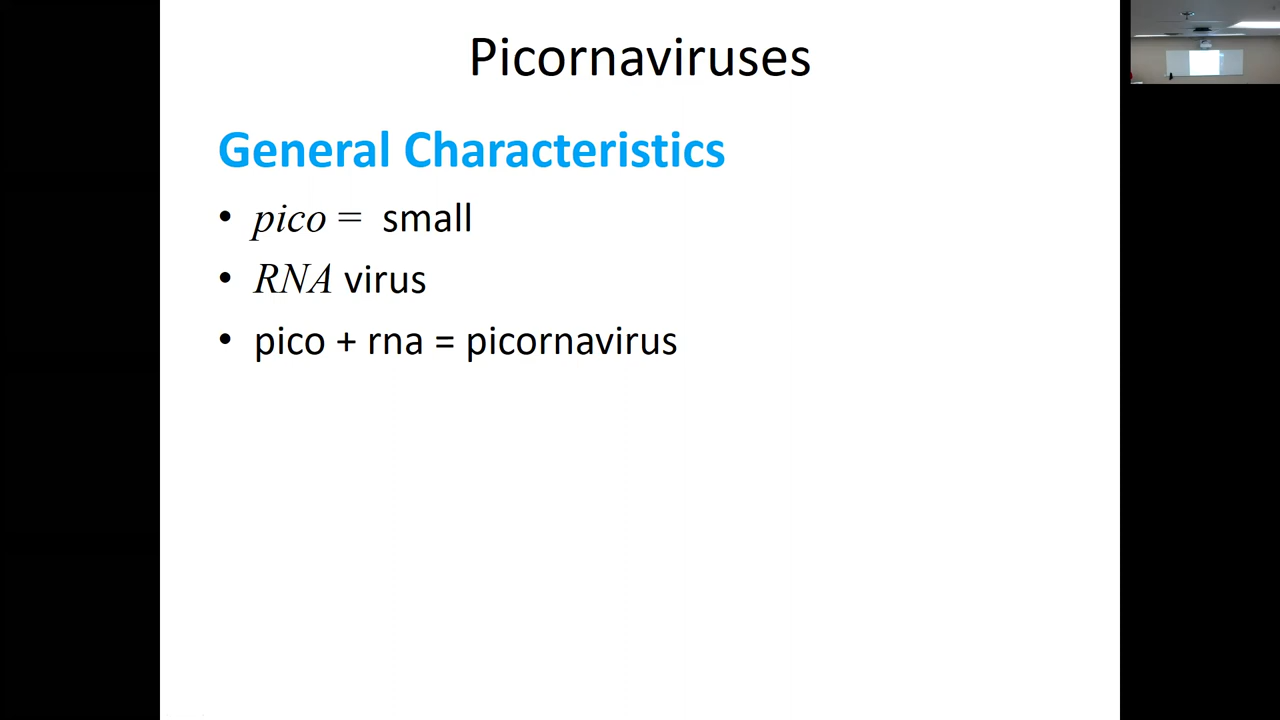 Picornaviruses
General Characteristics
• pico = small
• RNA virus
• pico + rna = picornavirus